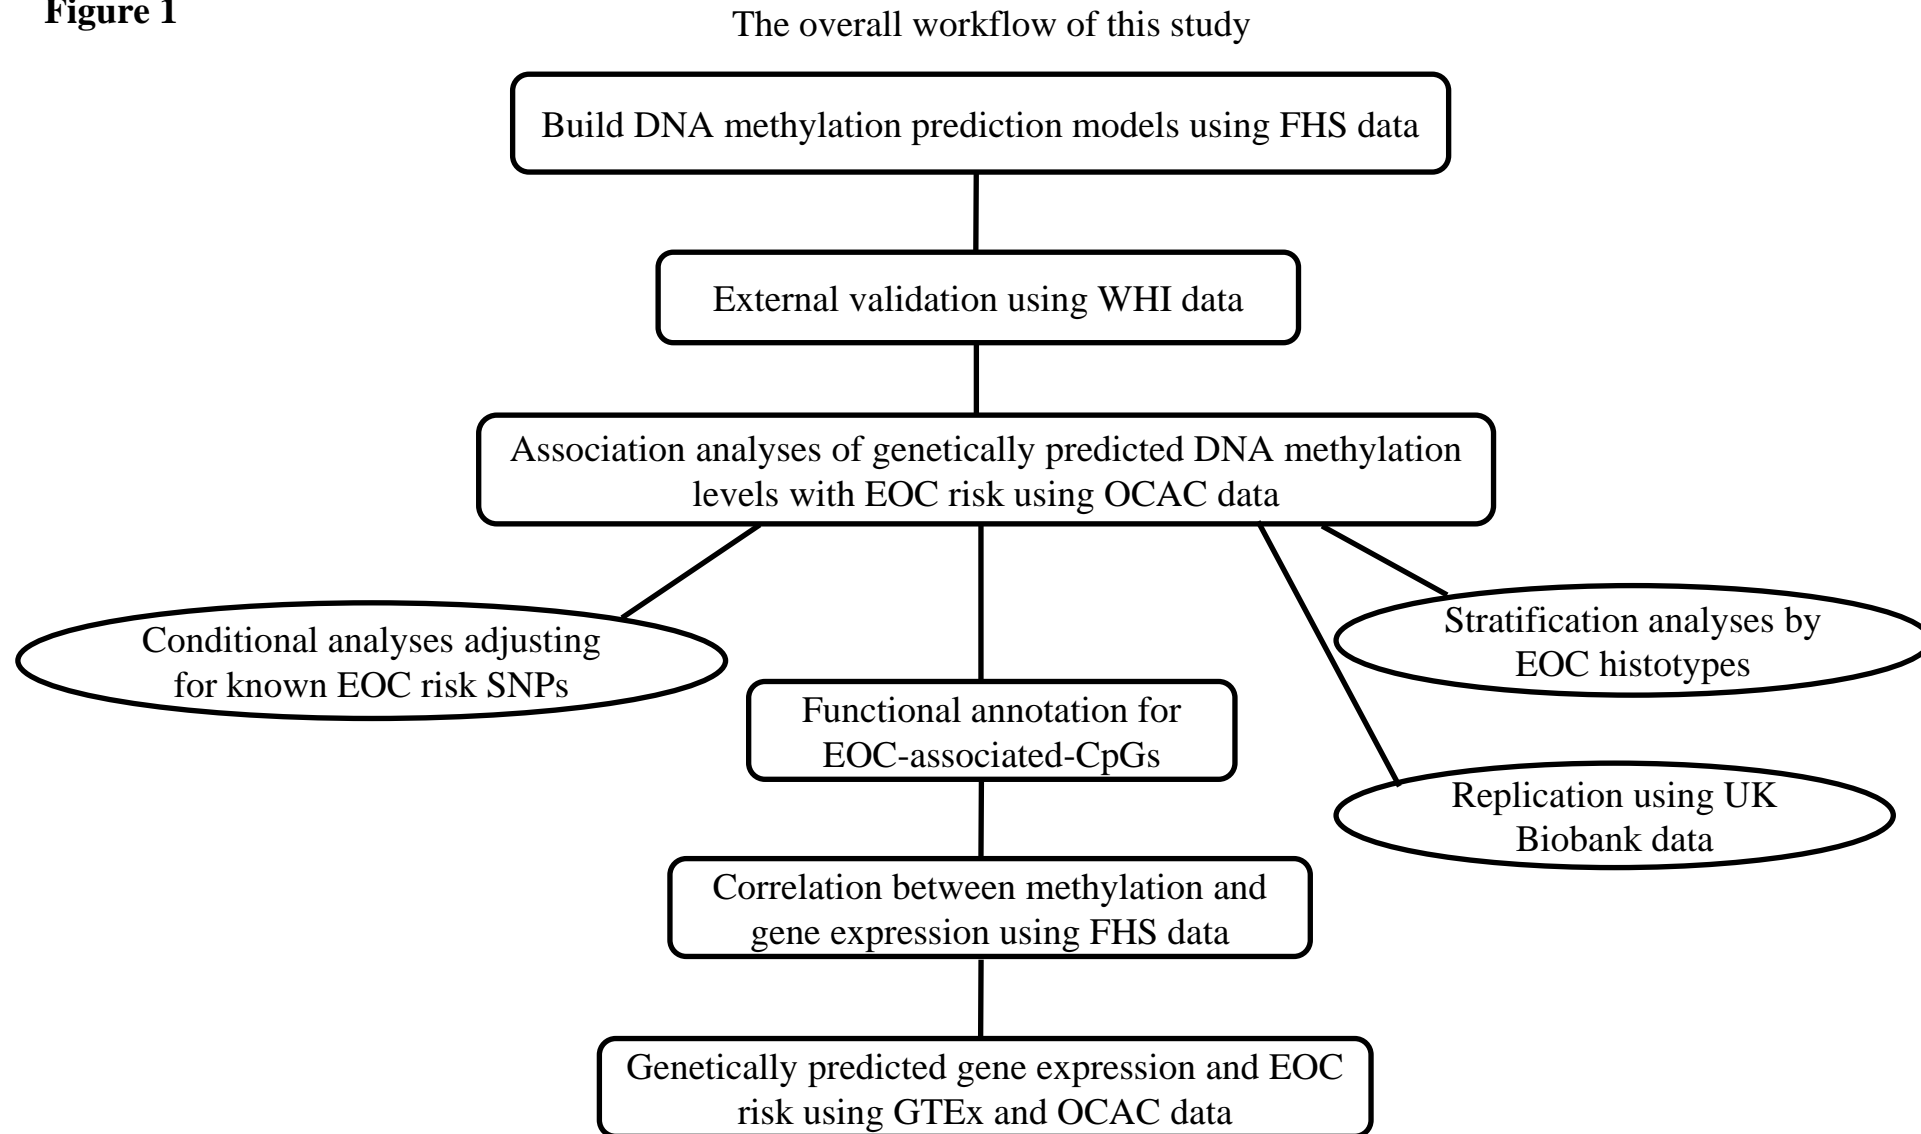 Figure 1
The overall workflow of this study
Build DNA methylation prediction models using FHS data
External validation using WHI data
Association analyses of genetically predicted DNA methylation
levels with EOC risk using OCAC data
Conditional analyses adjusting
for known EOC risk SNPs
Stratification analyses by
EOC histotypes
Functional annotation for
EOC-associated-CpGs
Replication using UK
Biobank data
Correlation between methylation and
gene expression using FHS data
Genetically predicted gene expression and EOC
risk using GTEx and OCAC data